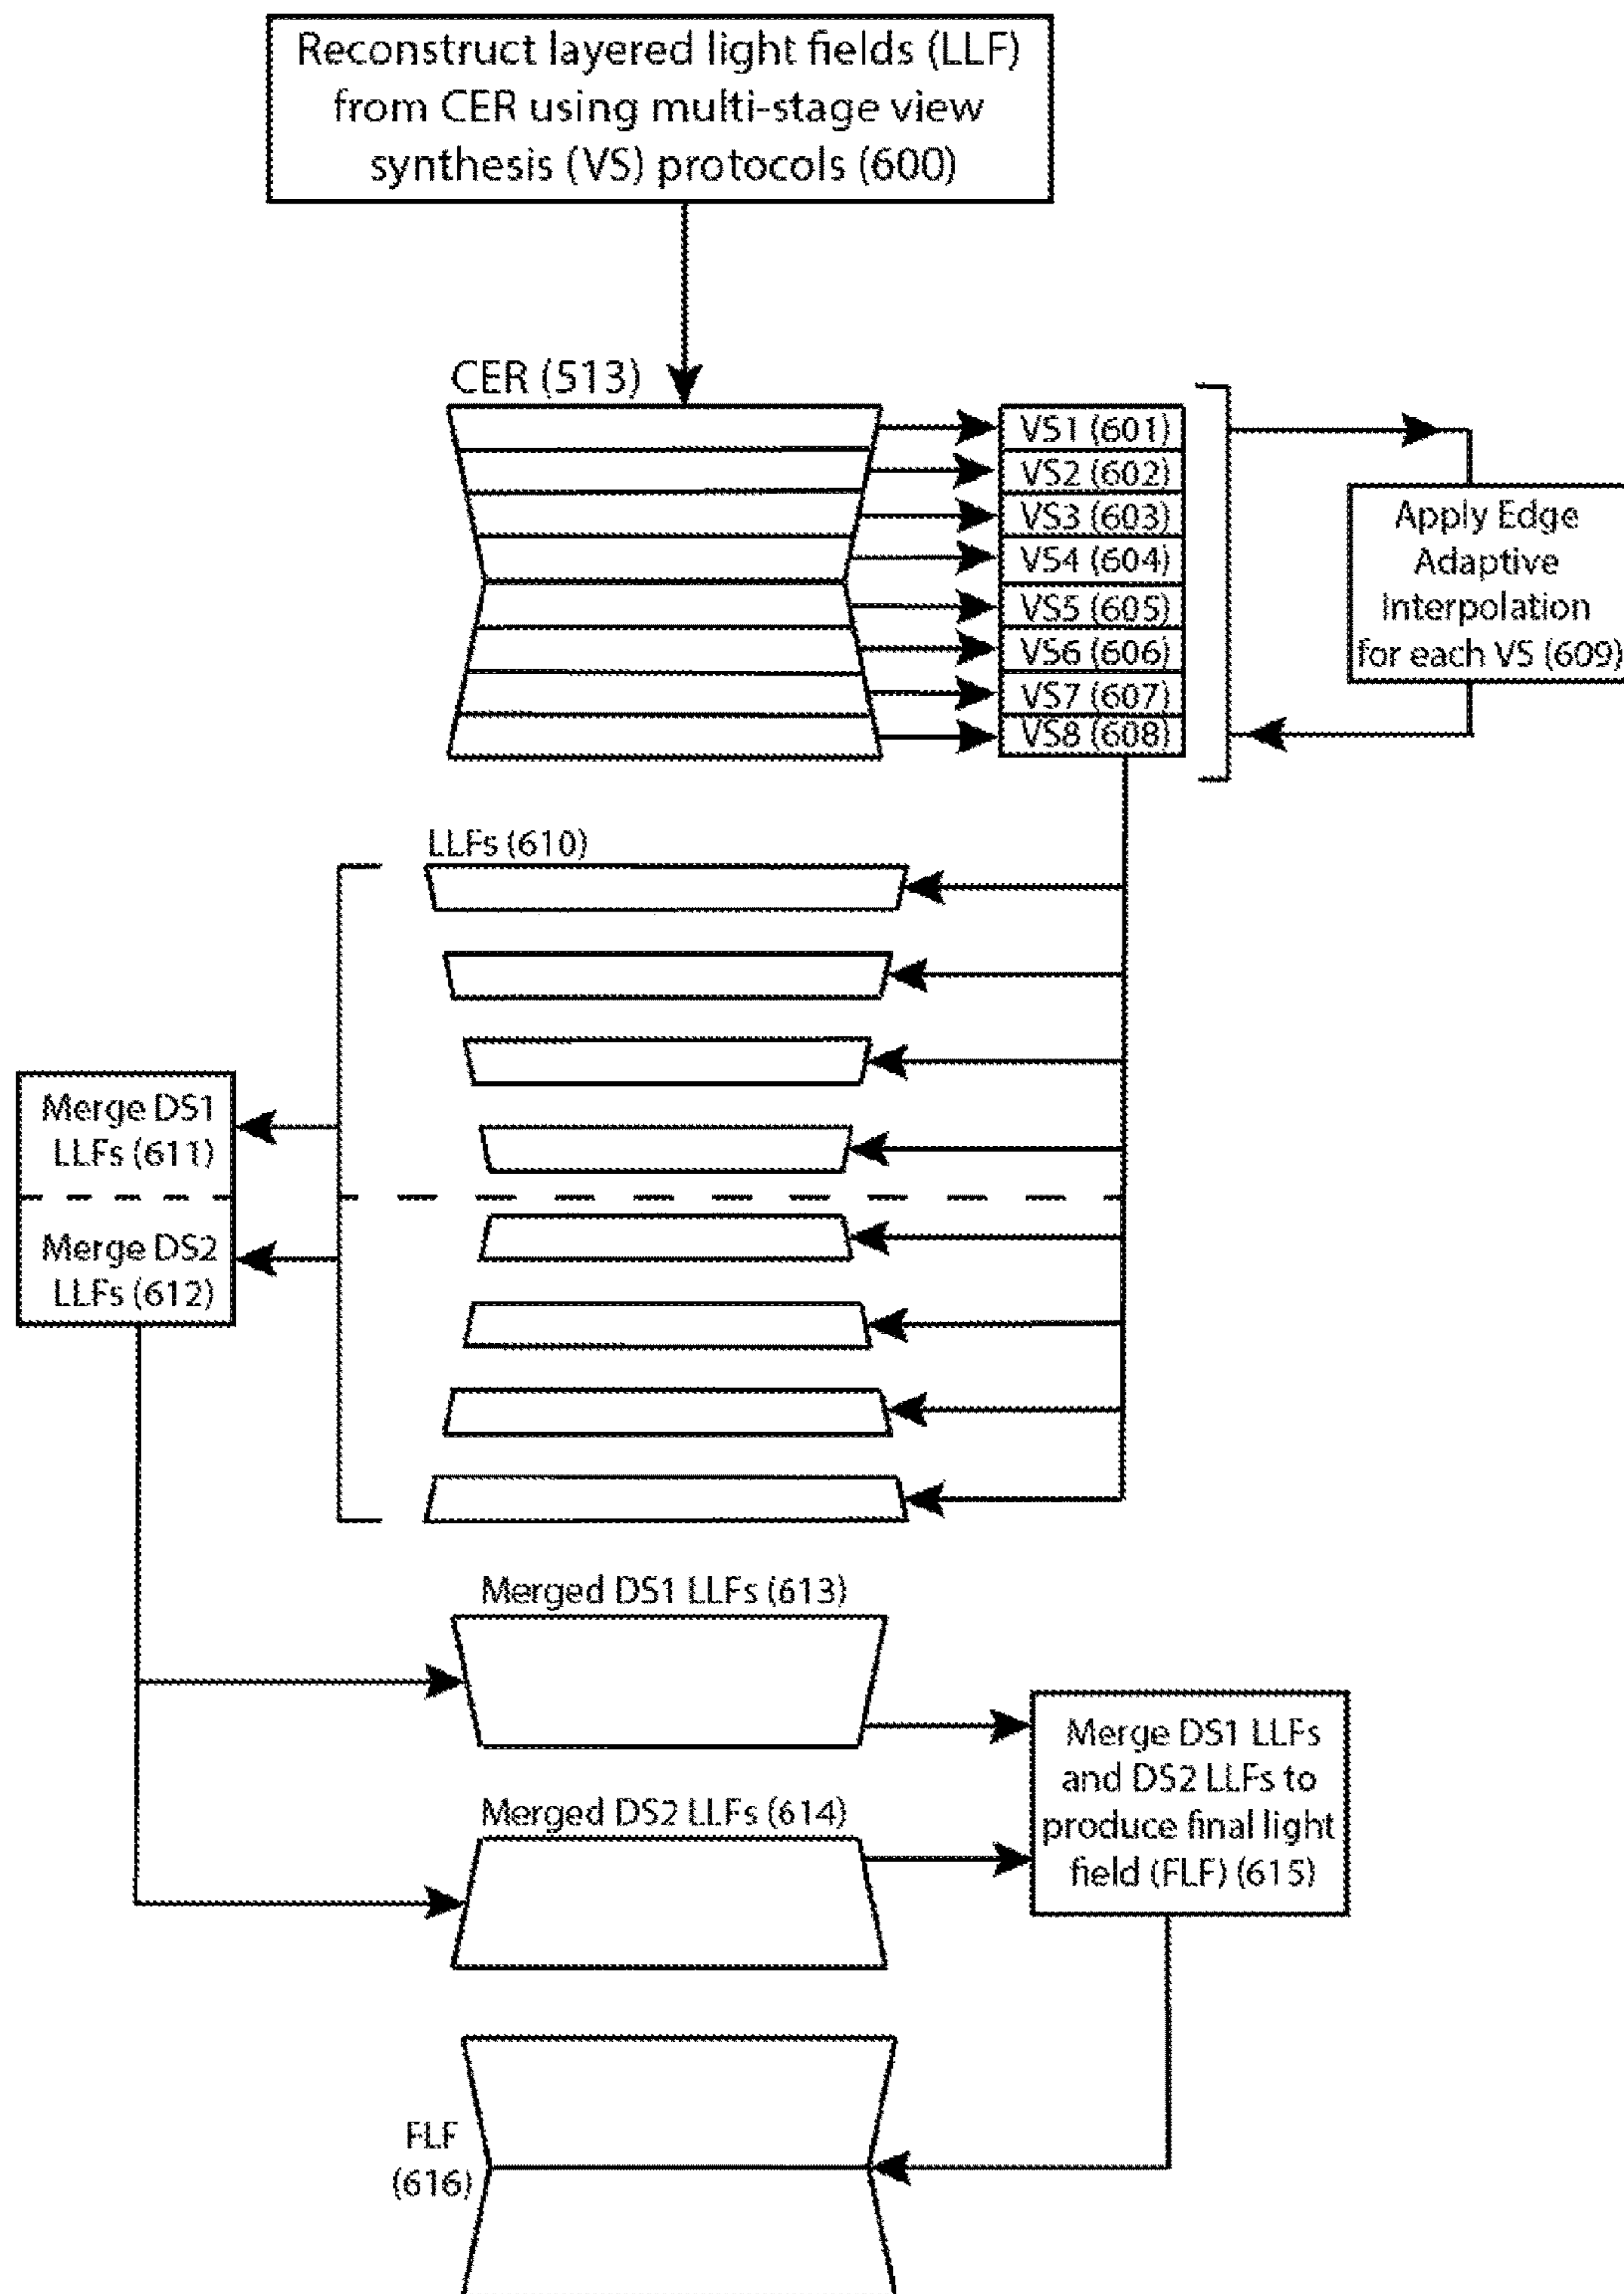 Reconstruct layered light fields (LLF)
from CER using multi-stage view
synthesis (VS) protocols (600)
CER (513)
VS1 (601)
VS2 (602)
VS3 (603)
VS4 (604)
VS5 (605)
VS6 (606)
VS7 (607)
VS8 (608)
Apply Edge
Adaptive
Interpolation
for each VS (609)
LLFs (610)
Merge DS1
LLFs (611)
Merge DS2
LLFs (612)
Merged DS1 LLFs (613)
Merged DS2 LLFs (614)
Merge DS1 LLFs
and DS2 LLFs to
produce final light
field (FLF) (615)
FLF
(616)